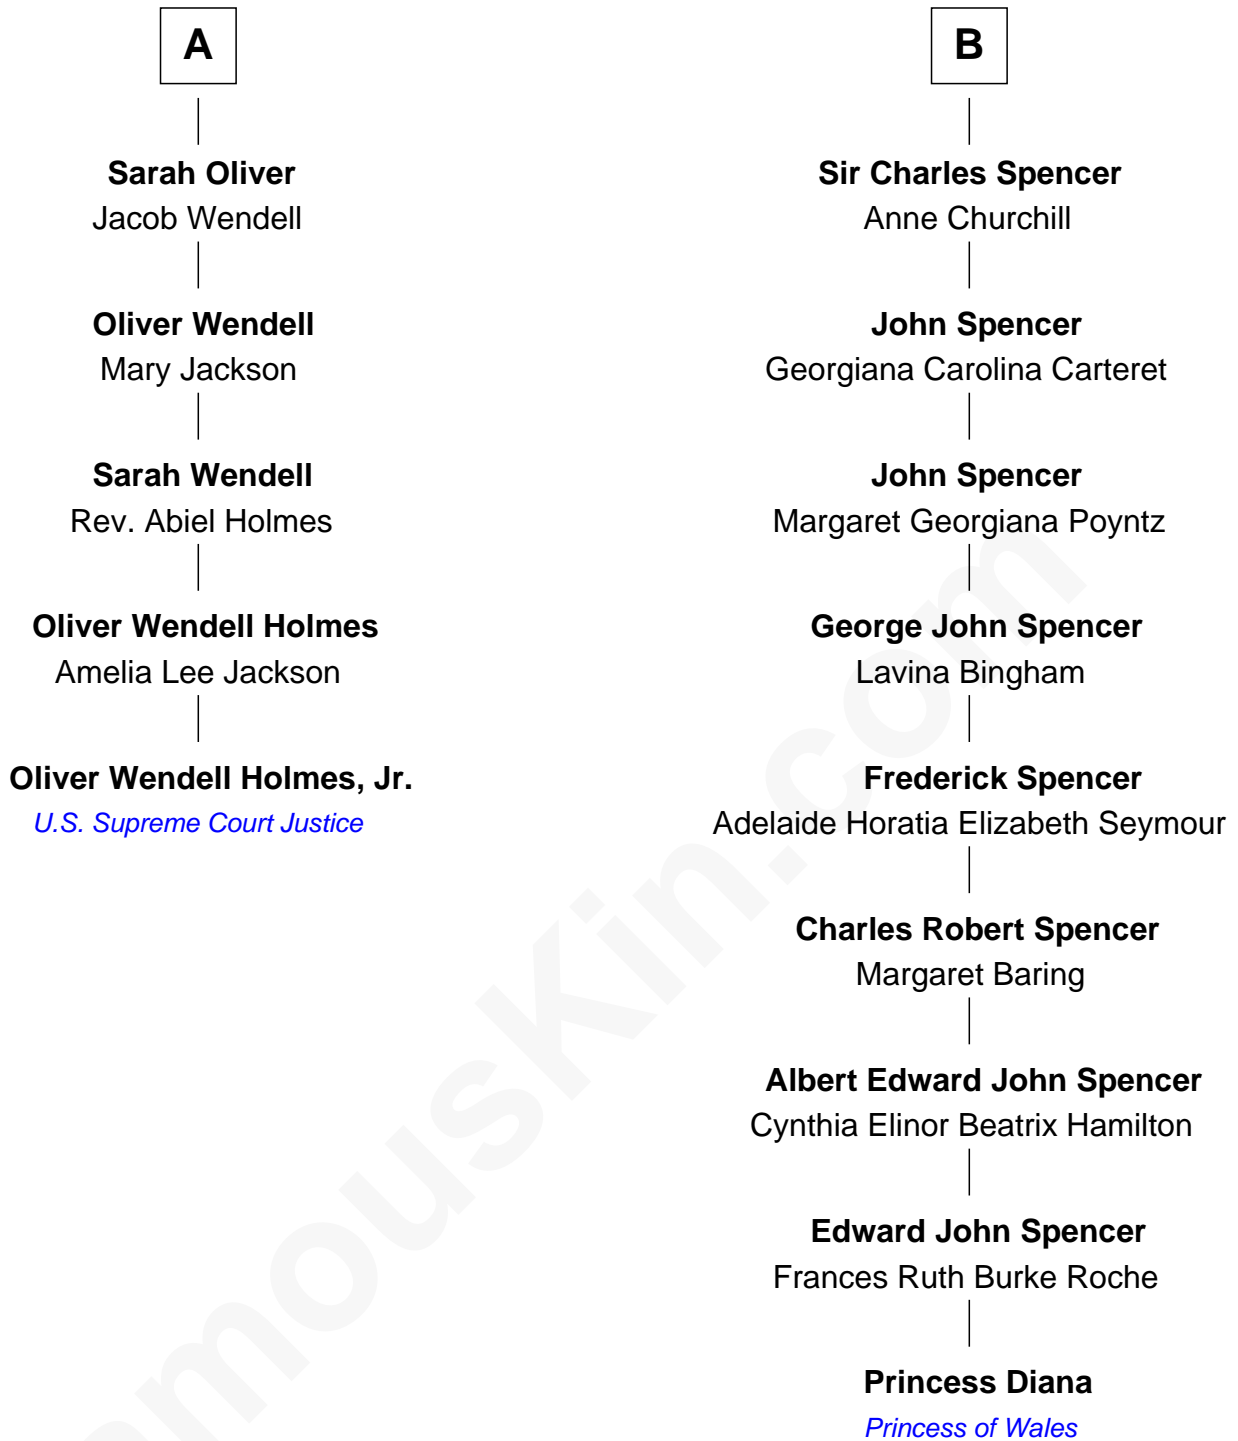 A
Sarah Oliver
Jacob Wendell
Oliver Wendell
Mary Jackson
Sarah Wendell
Rev. Abiel Holmes
Oliver Wendell Holmes
Amelia Lee Jackson
Oliver Wendell Holmes, Jr.
U.S. Supreme Court Justice
B
Sir Charles Spencer
Anne Churchill
John Spencer
Georgiana Carolina Carteret
John Spencer
Margaret Georgiana Poyntz
George John Spencer
Lavina Bingham
Frederick Spencer
Adelaide Horatia Elizabeth Seymour
Charles Robert Spencer
Margaret Baring
Albert Edward John Spencer
Cynthia Elinor Beatrix Hamilton
Edward John Spencer
Frances Ruth Burke Roche
Princess Diana
Princess of Wales
amousKin.com